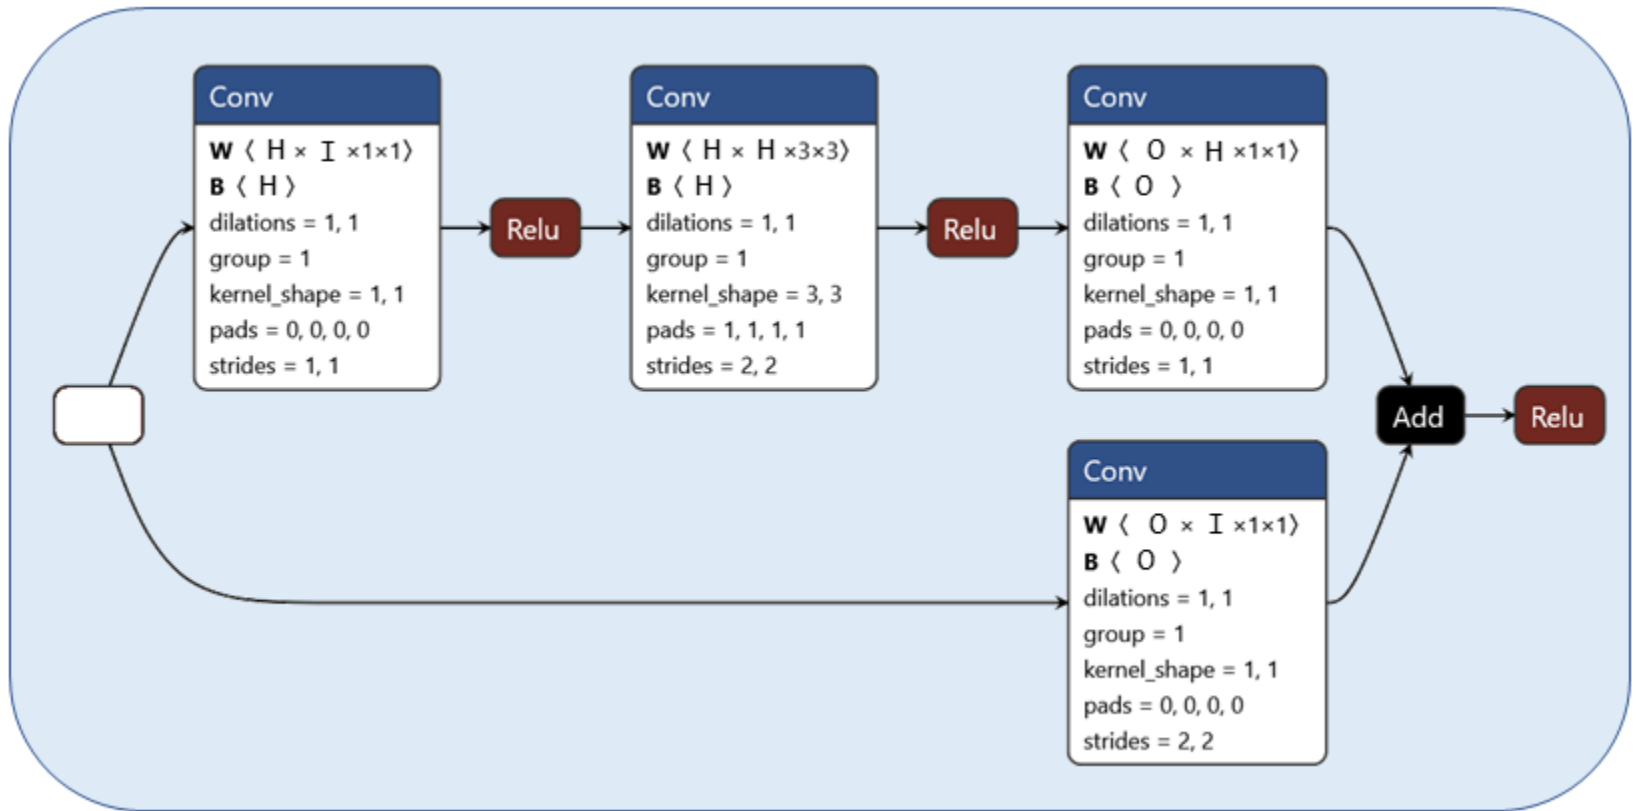 Conv
W ⟨ H × I ×1×1⟩
B ⟨ H ⟩
dilations = 1, 1
group = 1
kernel_shape = 1, 1
pads = 0, 0, 0, 0
strides = 1, 1
Relu
Conv
W ⟨ H × H ×3×3⟩
B ⟨ H ⟩
dilations = 1, 1
group = 1
kernel_shape = 3, 3
pads = 1, 1, 1, 1
strides = 2, 2
Relu
Conv
W ⟨ O × H ×1×1⟩
B ⟨ O ⟩
dilations = 1, 1
group = 1
kernel_shape = 1, 1
pads = 0, 0, 0, 0
strides = 1, 1
Conv
W ⟨ O × I ×1×1⟩
B ⟨ O ⟩
dilations = 1, 1
group = 1
kernel_shape = 1, 1
pads = 0, 0, 0, 0
strides = 2, 2
Add
Relu